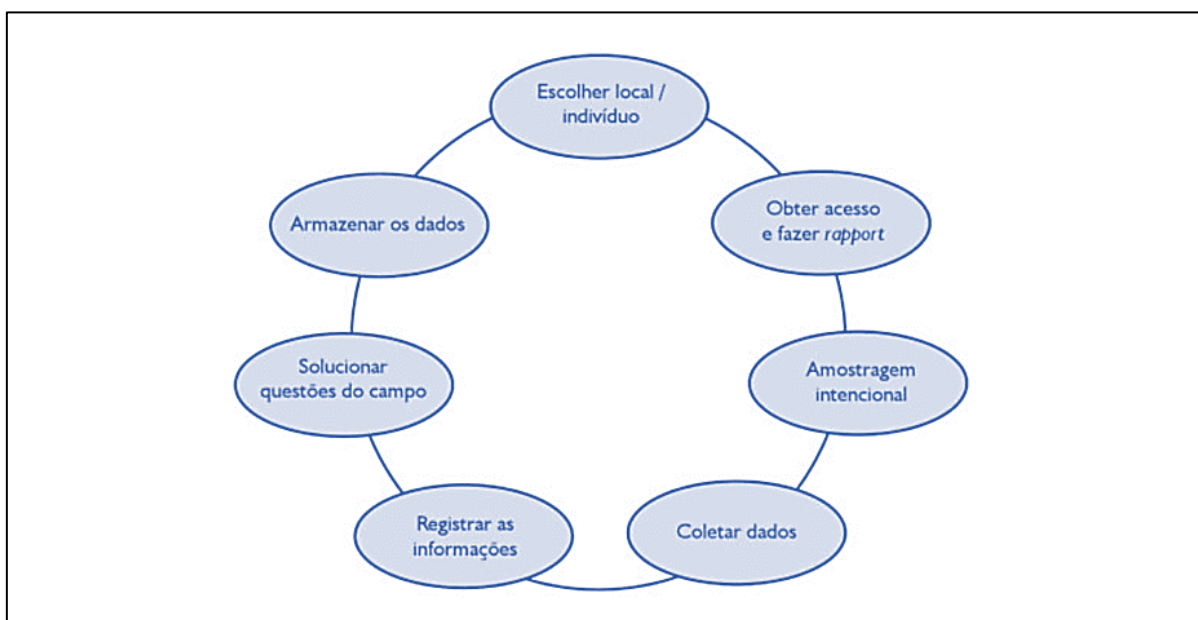 Escolher local /
indivíduo
Obter acesso
e fazer rapport
Amostragem
intencional
Coletar dados
Registrar as
informações
Solucionar
questões do campo
Armazenar os dados